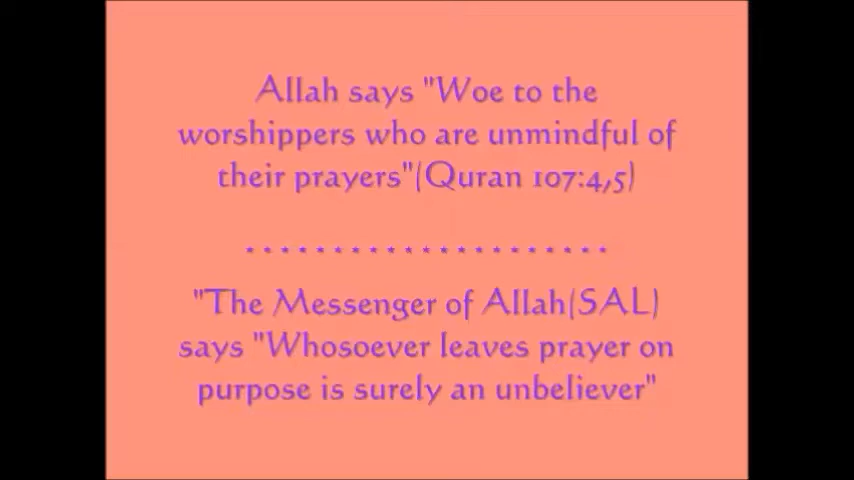 Allah says "Woe to the
worshippers who are unmindful of
their prayers"(Quran 107:4,5)
.....................
"The Messenger of Allah(SAL)
says "Whosoever leaves prayer on
purpose is surely an unbeliever"